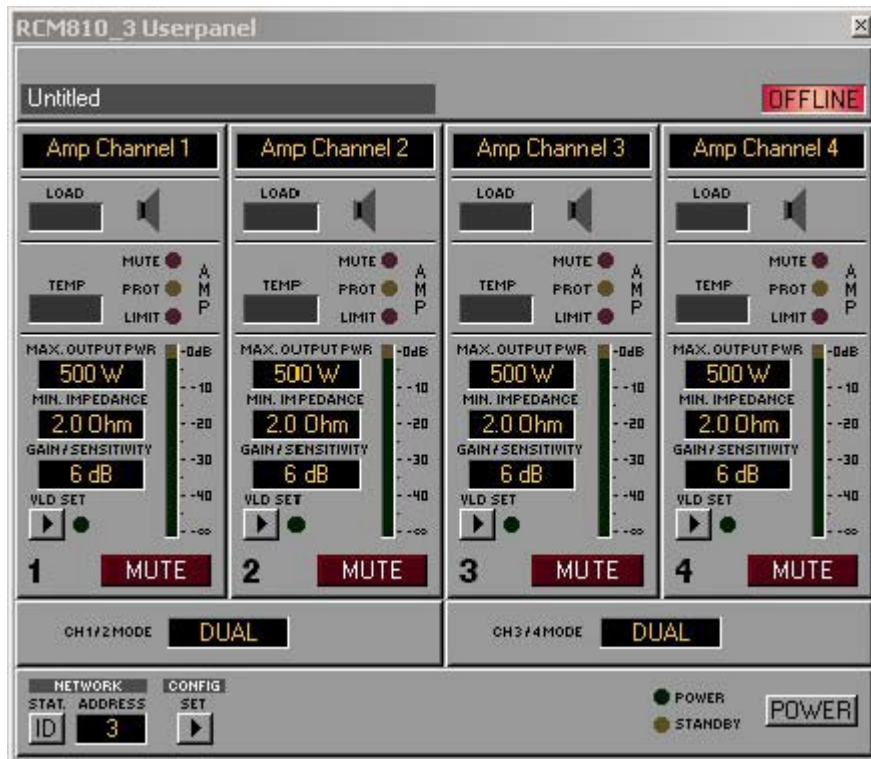 RCM810_3 Userpanel
Untitled
OFFLINE
Amp Channel 1
LOAD
MUTE
TEMP
PROT
LIMIT
AMP
MAX. OUTPUT PWR
500 W
MIN. IMPEDANCE
2.0 Ohm
GAIN / SENSITIVITY
6 dB
VLD SET
-0dB
-10
-20
-30
-40
-∞
1
MUTE
Amp Channel 2
LOAD
MUTE
TEMP
PROT
LIMIT
AMP
MAX. OUTPUT PWR
500 W
MIN. IMPEDANCE
2.0 Ohm
GAIN / SENSITIVITY
6 dB
VLD SET
-0dB
-10
-20
-30
-40
-∞
2
MUTE
Amp Channel 3
LOAD
MUTE
TEMP
PROT
LIMIT
AMP
MAX. OUTPUT PWR
500 W
MIN. IMPEDANCE
2.0 Ohm
GAIN / SENSITIVITY
6 dB
VLD SET
-0dB
-10
-20
-30
-40
-∞
3
MUTE
Amp Channel 4
LOAD
MUTE
TEMP
PROT
LIMIT
AMP
MAX. OUTPUT PWR
500 W
MIN. IMPEDANCE
2.0 Ohm
GAIN / SENSITIVITY
6 dB
VLD SET
-0dB
-10
-20
-30
-40
-∞
4
MUTE
CH1/2 MODE DUAL
CH3/4 MODE DUAL
NETWORK
STAT. ADDRESS
ID 3
CONFIG
SET
POWER
STANDBY
POWER